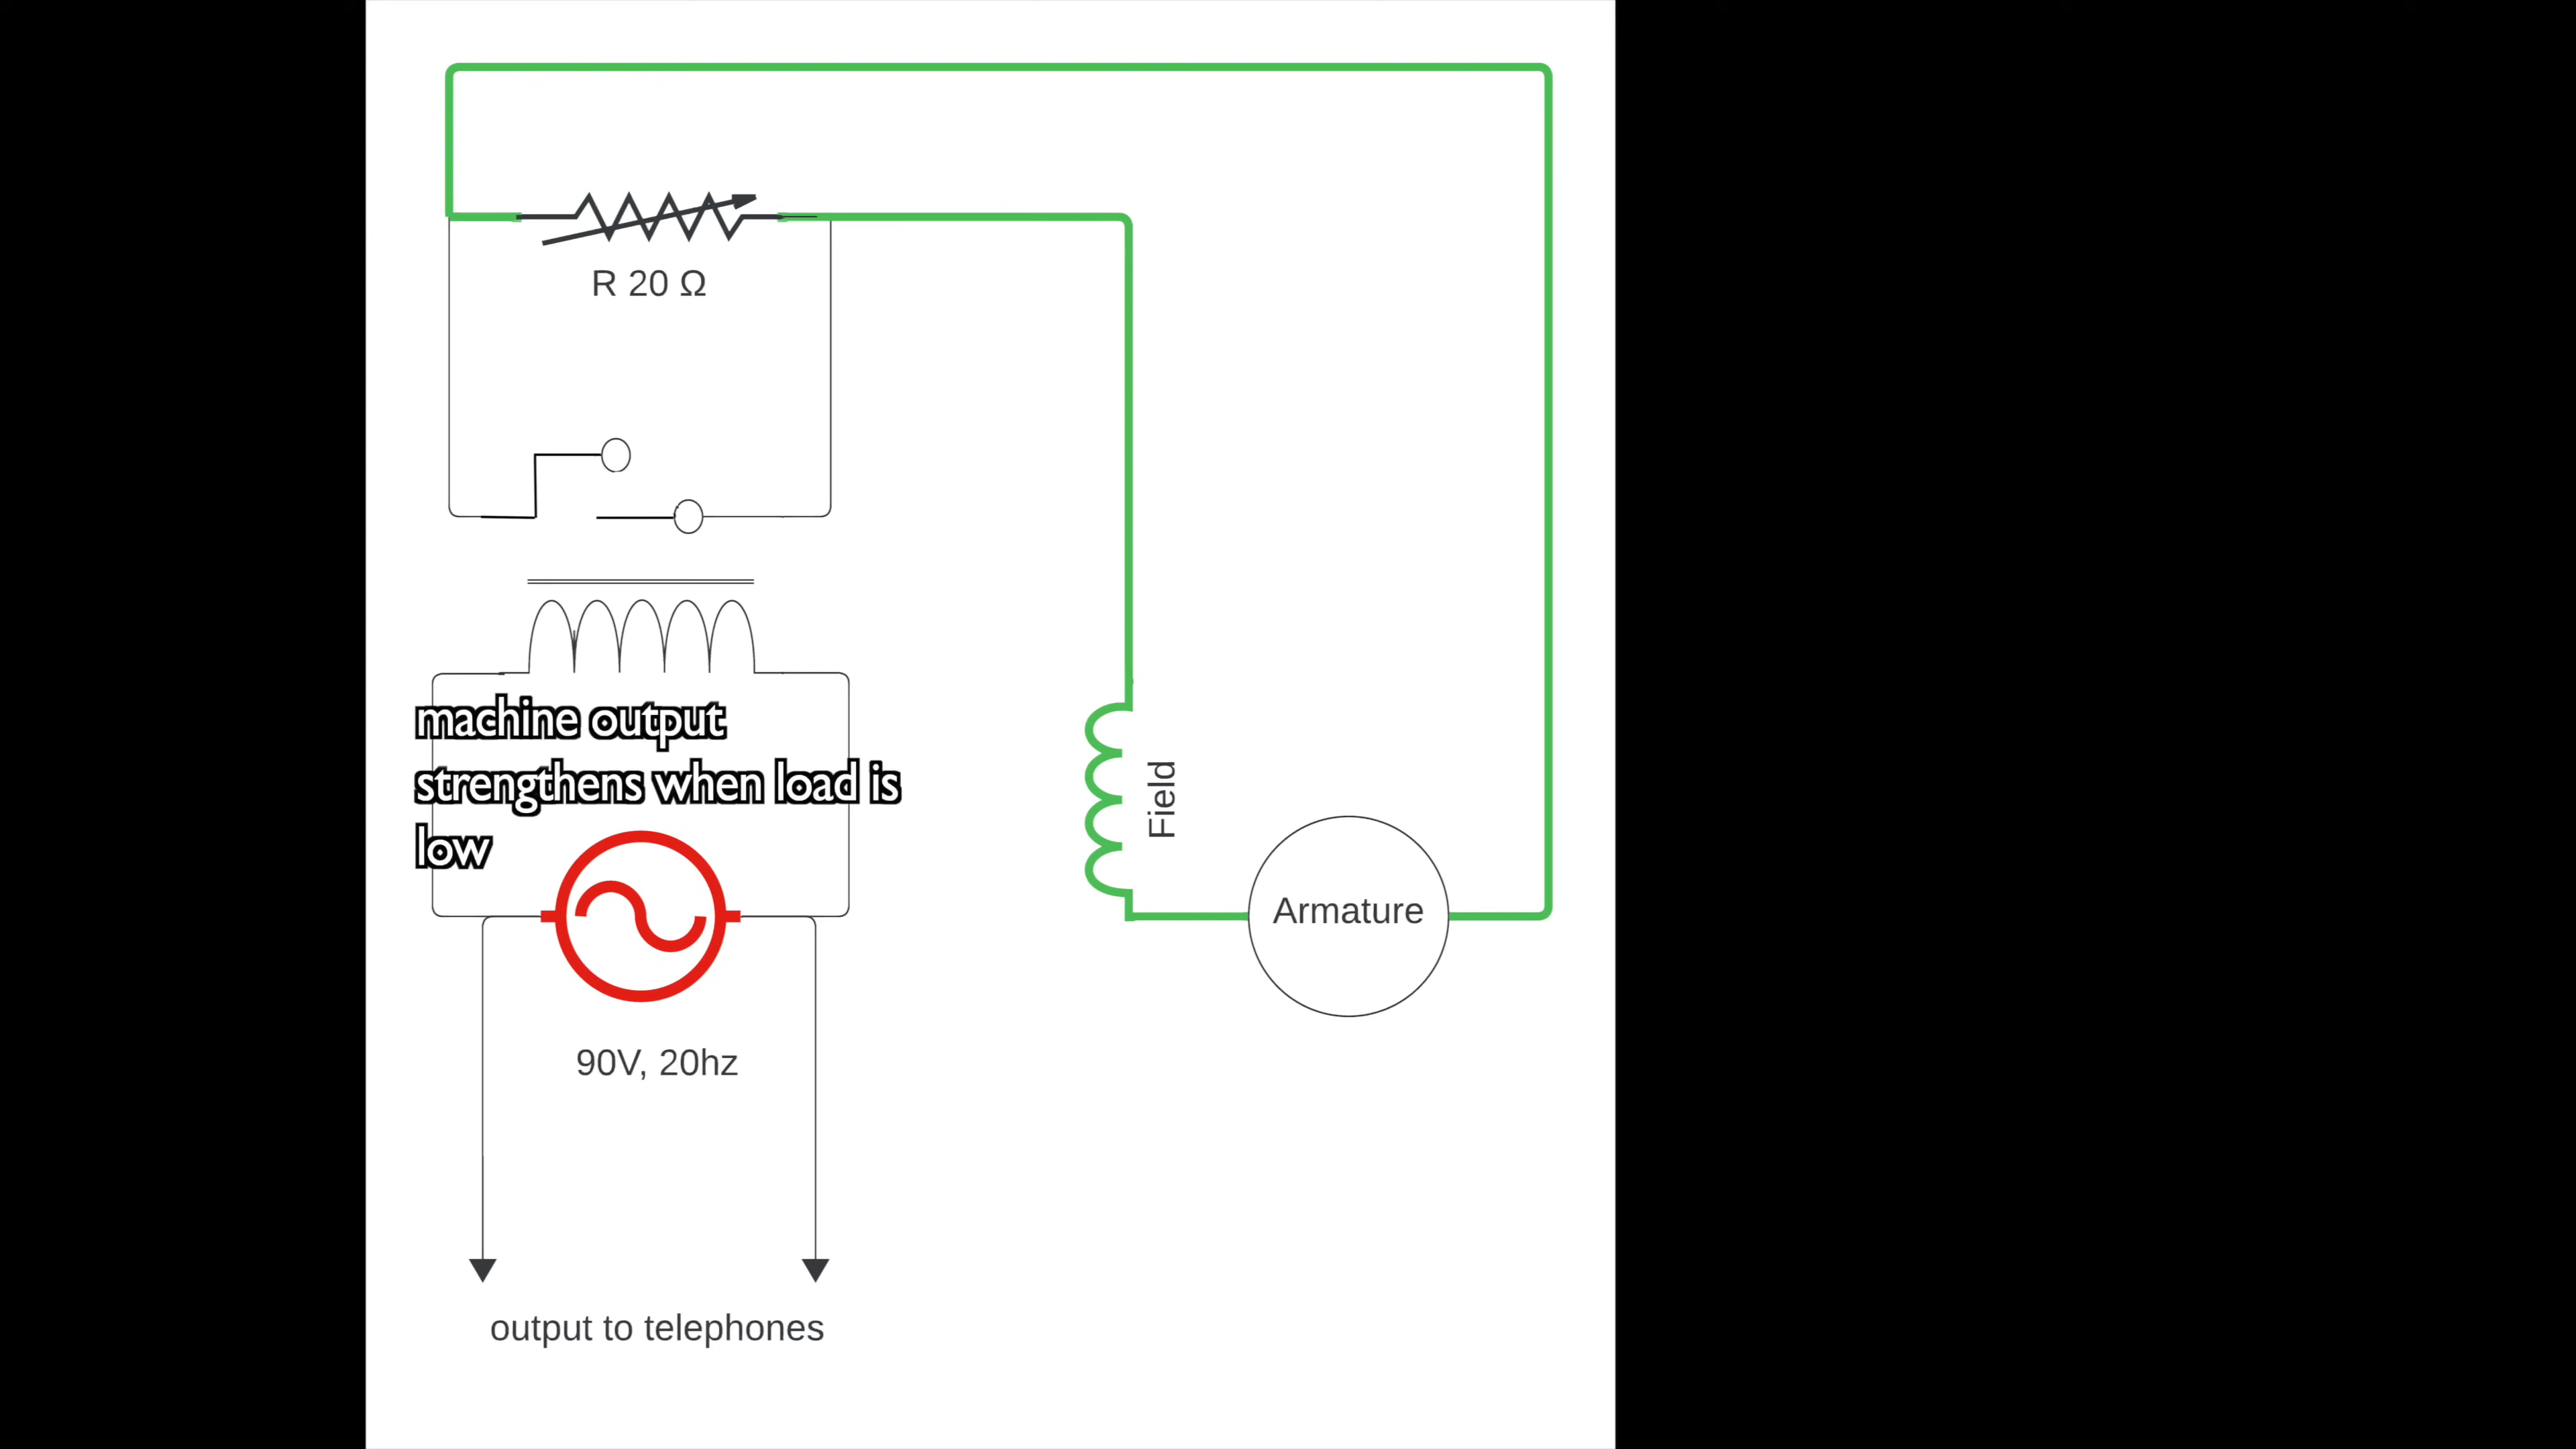 R 20 Ω
machine output
strengthens when load is
low
Field
Armature
90V, 20hz
output to telephones